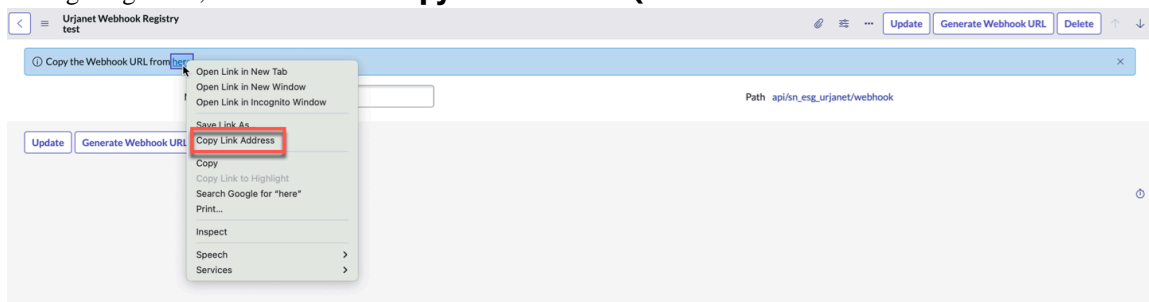 Urjanet Webhook Registry
test
Update Generate Webhook URL Delete
Copy the Webhook URL from here
Path api/sn_esg_urjanet/webhook
Update Generate Webhook URL
Open Link in New Tab
Open Link in New Window
Open Link in Incognito Window
Save Link As
Copy Link Address
Copy
Copy Link to Highlight
Search Google for "here"
Print...
Inspect
Speech
Services